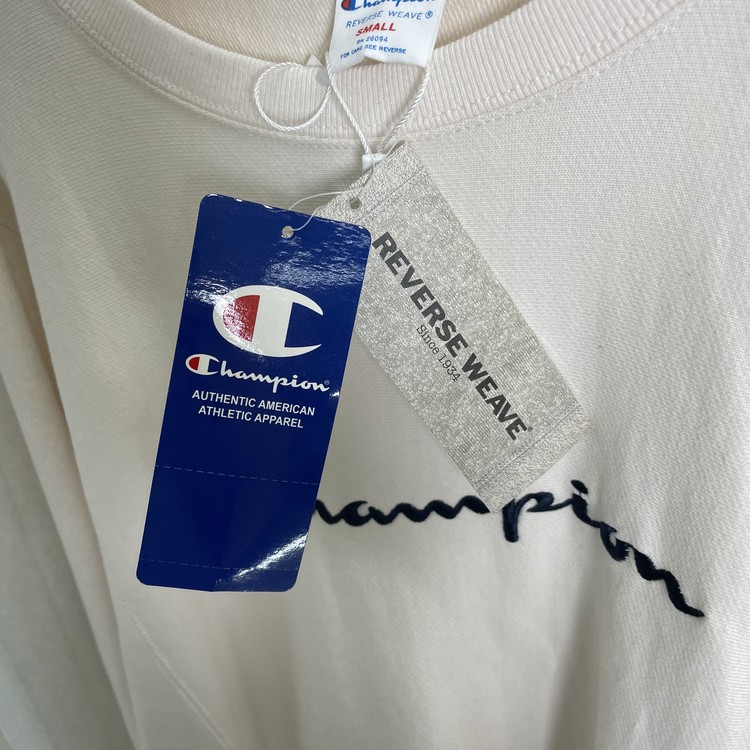 Champion
REVERSE WEAVE®
SMALL
RN 26094
FOR CARE SEE REVERSE
REVERSE WEAVE®
Since 1934
Champion®
AUTHENTIC AMERICAN
ATHLETIC APPAREL
hampion